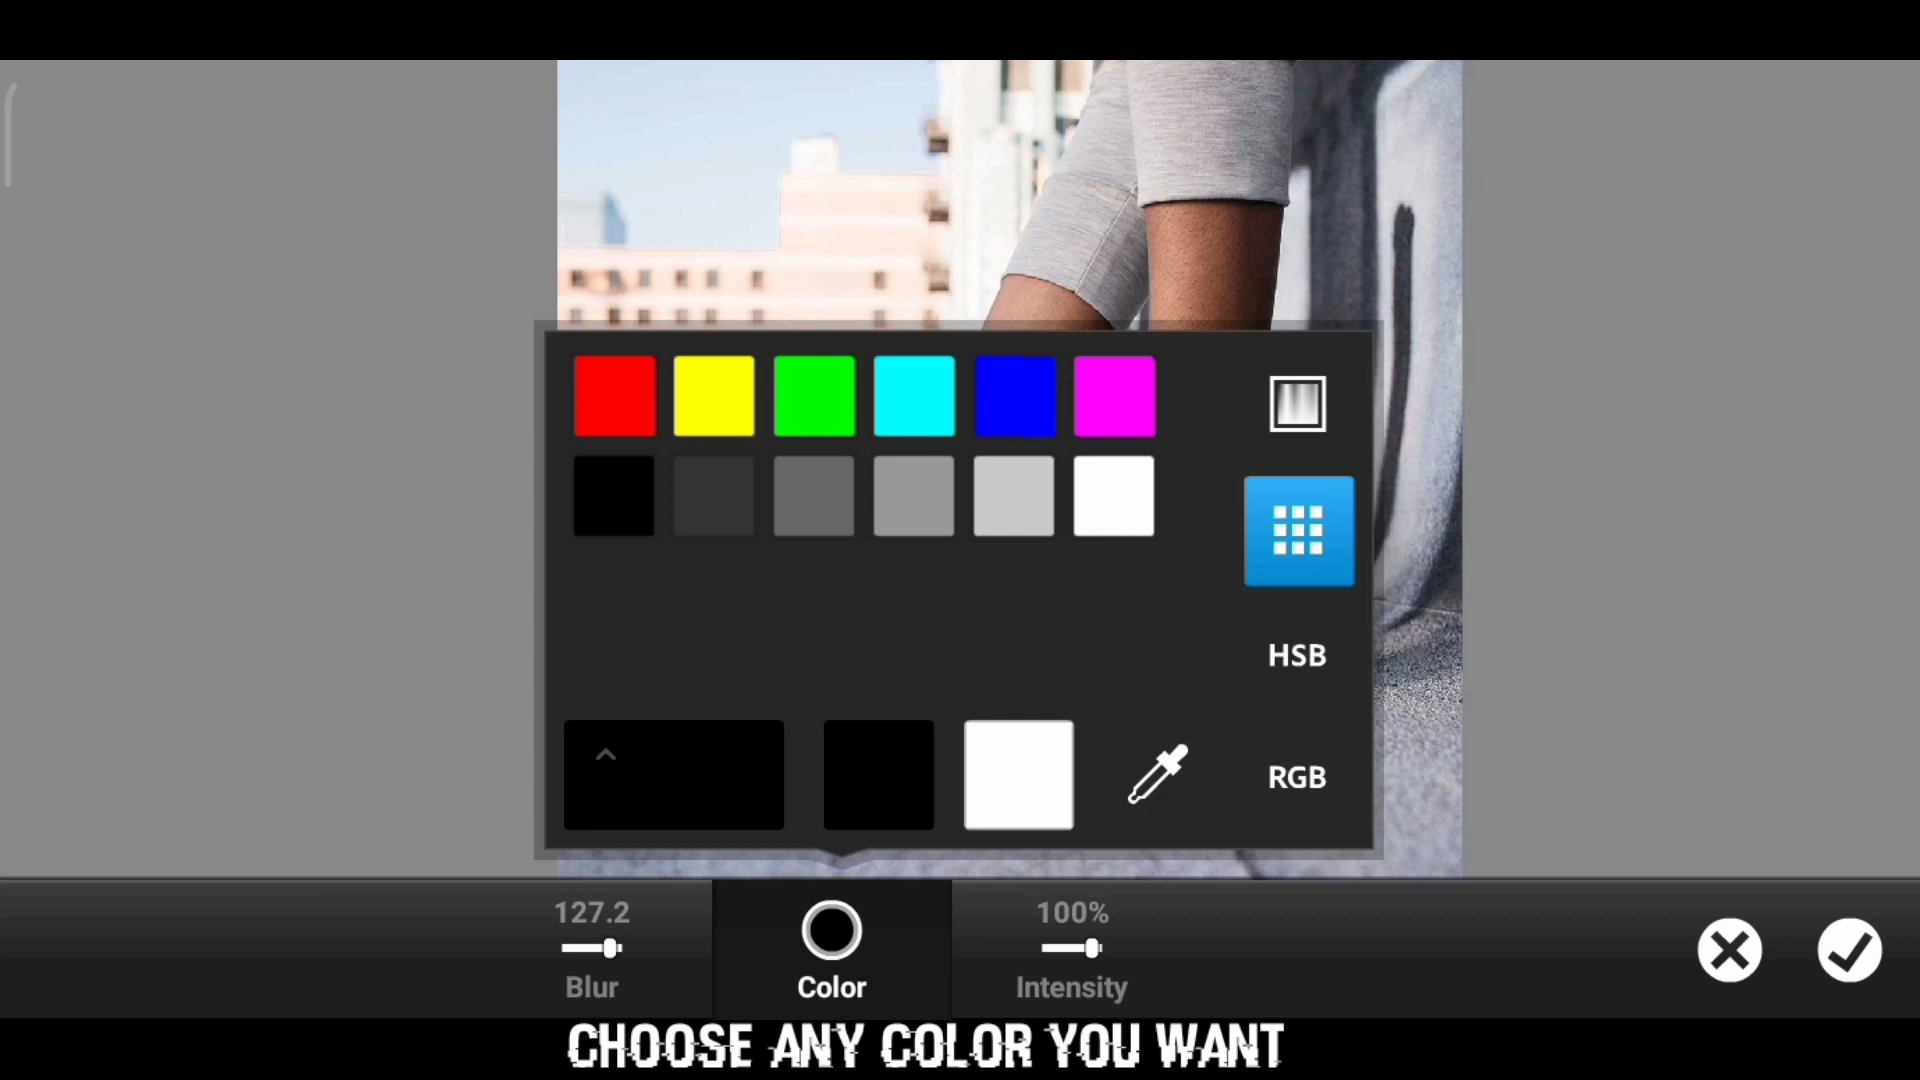 HSB
RGB
127.2
100%
Blur
Color
Intensity
CHOOSE ANY COLOR YOU WANT